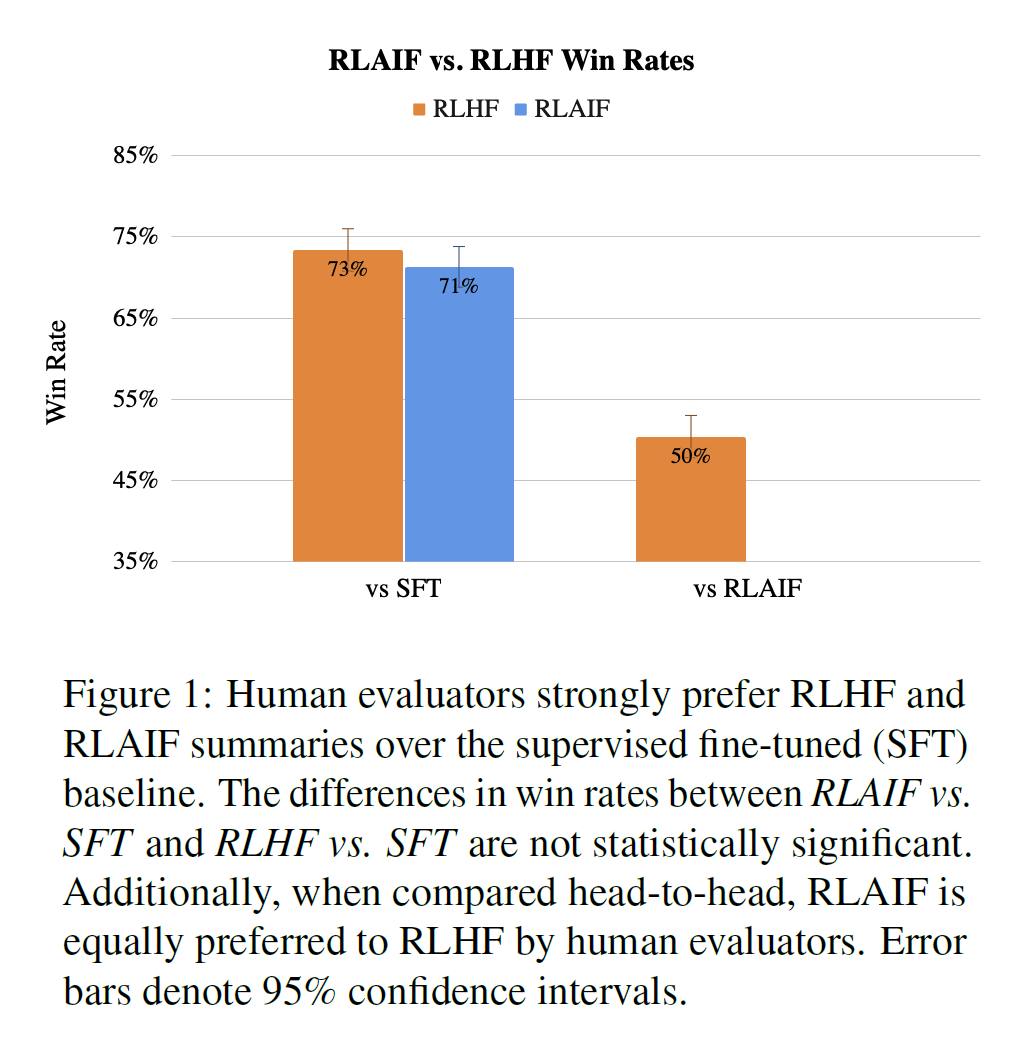 RLAIF vs. RLHF Win Rates
RLHF RLAIF
85%
75%
65%
55%
45%
35%
Win Rate
73%
71%
50%
vs SFT
vs RLAIF
Figure 1: Human evaluators strongly prefer RLHF and
RLAIF summaries over the supervised fine-tuned (SFT)
baseline. The differences in win rates between RLAIF vs.
SFT and RLHF vs. SFT are not statistically significant.
Additionally, when compared head-to-head, RLAIF is
equally preferred to RLHF by human evaluators. Error
bars denote 95% confidence intervals.